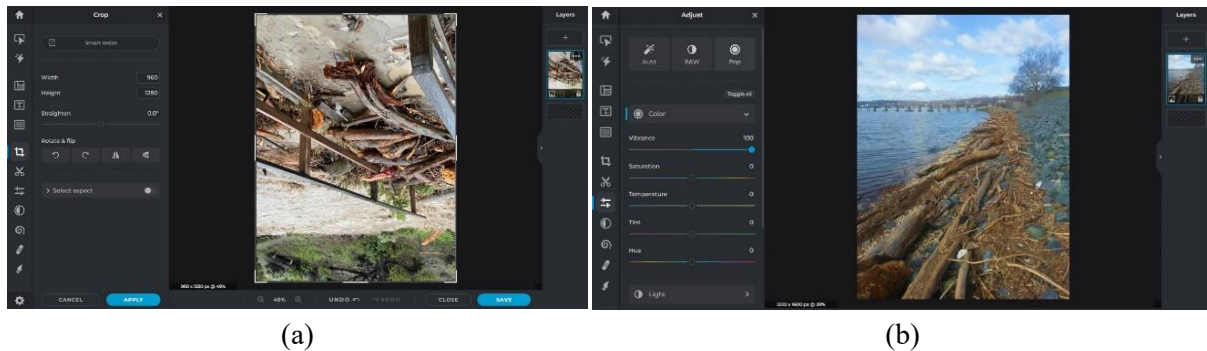 Crop ×
Layers
Smart resize
+
Width 960
Height 1280
Straighten 0.0°
Rotate & flip
> Select aspect
CANCEL APPLY
960 x 1280 px @ 49%
49% UNDO REDO CLOSE SAVE
(a)
Adjust ×
Layers
+
Auto B&W Pop
Toggle all
Color
Vibrance 100
Saturation 0
Temperature 0
Tint 0
Hue 0
Light >
1200 x 1600 px @ 39%
(b)